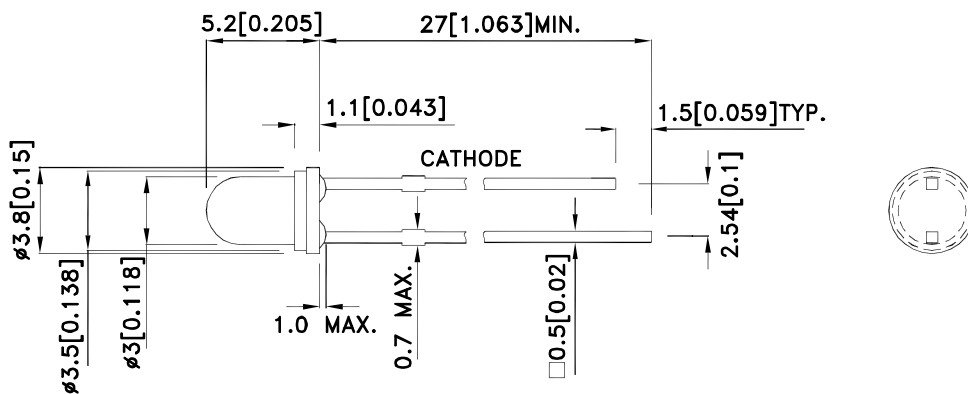 5.2[0.205]
27[1.063]MIN.
1.1[0.043]
1.5[0.059]TYP.
CATHODE
ø3.8[0.15]
ø3.5[0.138]
ø3[0.118]
1.0 MAX.
0.7 MAX.
□0.5[0.02]
2.54[0.1]